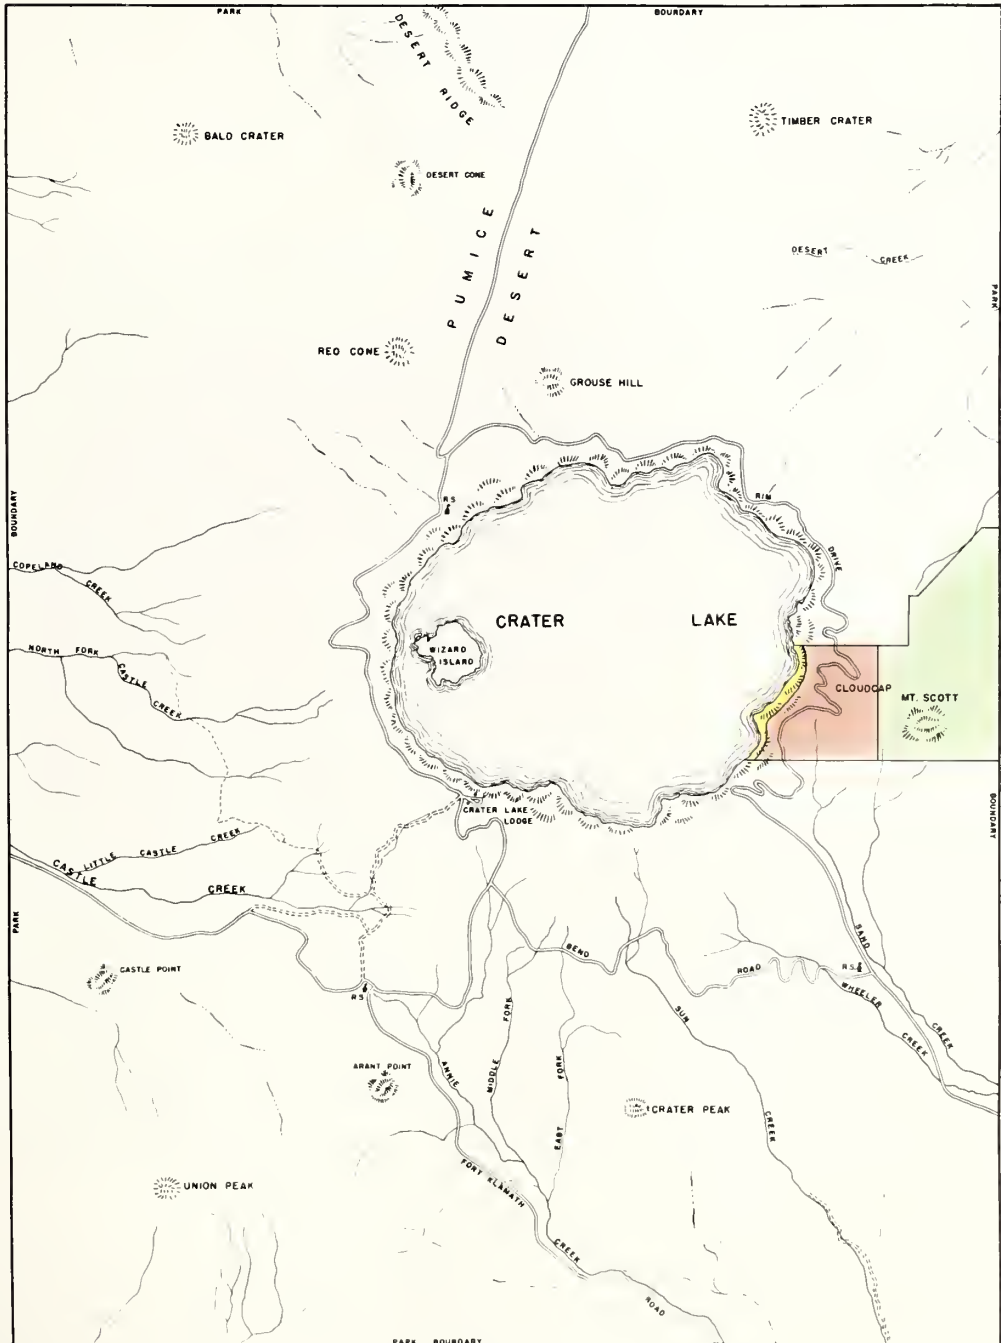 PARK
BOUNDARY
DESERT RIDGE
BALD CRATER
TIMBER CRATER
DESERT CONE
PUMICE DESERT
DESERT CREEK
PARK
RED CONE
GROUSE HILL
BOUNDARY
RS
RIM DRIVE
COPELAND CREEK
CRATER LAKE
NORTH FORK CASTLE CREEK
WIZARD
ISLAND
CLOUDCAP
MT. SCOTT
CRATER LAKE
LODGE
BOUNDARY
LITTLE CASTLE CREEK
CASTLE CREEK
PARK
SAND CREEK
BEND ROAD
R.S.
CASTLE POINT
WHEELER CREEK
RS
SUN CREEK
MIDDLE FORK
ANNIE CREEK
ARANT POINT
EAST FORK
CRATER PEAK
FORT KLAMATH ROAD
UNION PEAK
PARK BOUNDARY